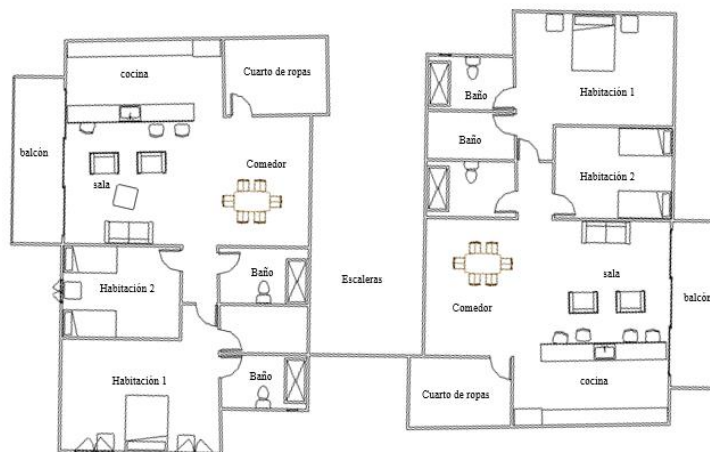 cocina
Cuarto de ropas
balcón
Comedor
sala
Habitación 2
Baño
Habitación 1
Baño
Escaleras
Baño
Habitación 1
Baño
Habitación 2
Comedor
sala
balcón
Cuarto de ropas
cocina